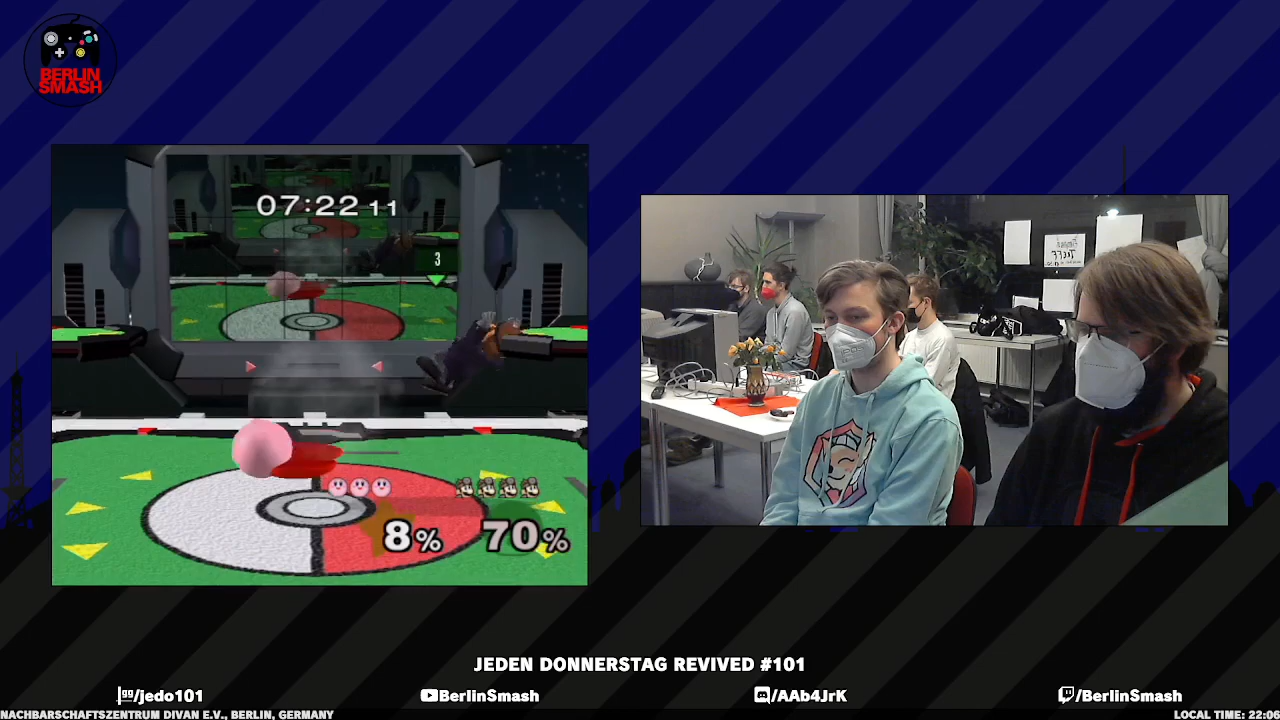 BERLIN
SMASH
07:22 11
3
8%
70%
JEDEN DONNERSTAG REVIVED #101
gg/jedo101
BerlinSmash
/AAb4JrK
/BerlinSmash
NACHBARSCHAFTSZENTRUM DIVAN E.V., BERLIN, GERMANY
LOCAL TIME: 22:06